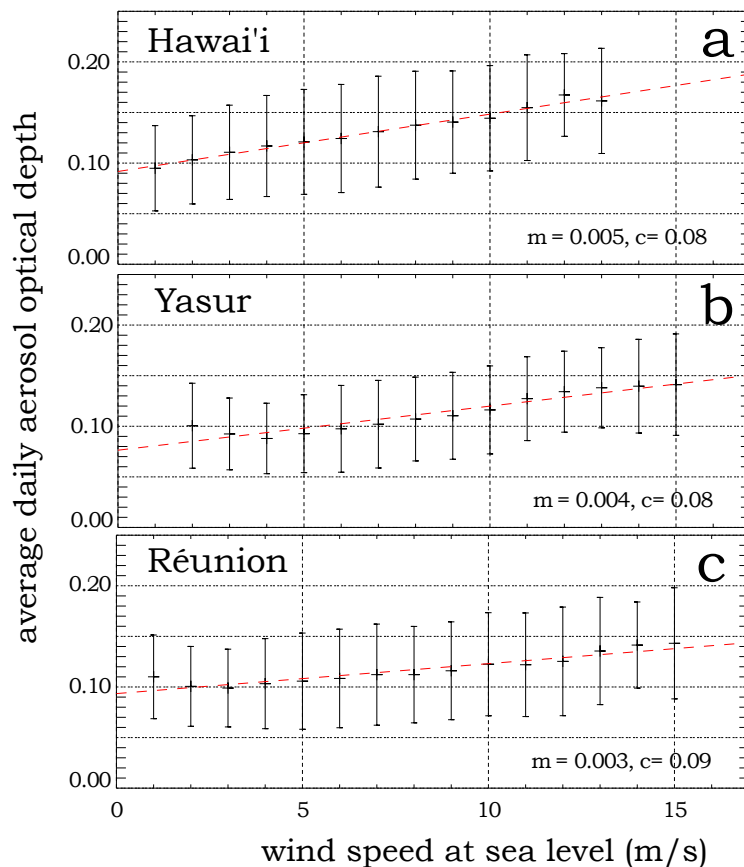 Hawai'i
a
0.20
0.10
0.00
m = 0.005, c= 0.08
Yasur
b
0.20
0.10
0.00
m = 0.004, c= 0.08
Réunion
c
0.20
0.10
0.00
m = 0.003, c= 0.09
0 5 10 15
wind speed at sea level (m/s)
average daily aerosol optical depth